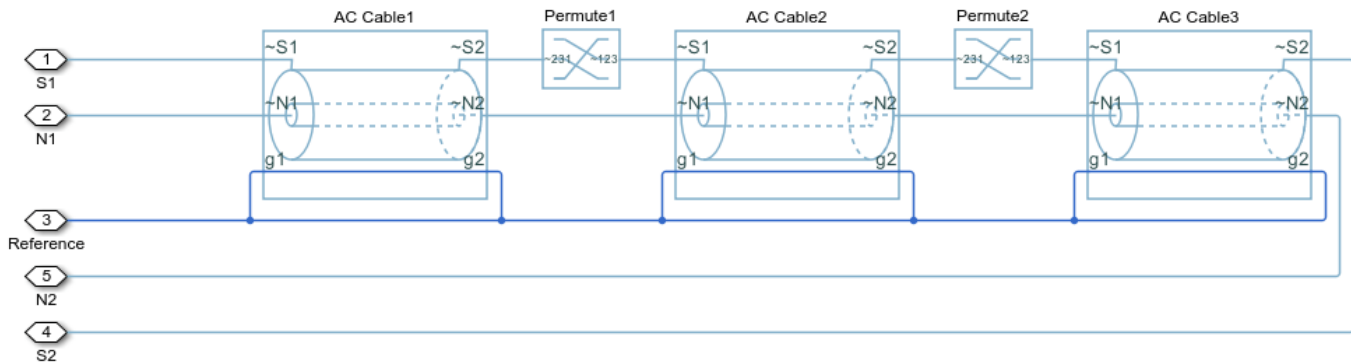 AC Cable1
Permute1
AC Cable2
Permute2
AC Cable3
~S1
~S2
~231
~123
~S1
~S2
~231
~123
~S1
~S2
1
S1
~N1
~N2
~N1
~N2
~N1
~N2
2
N1
g1
g2
g1
g2
g1
g2
3
Reference
5
N2
4
S2